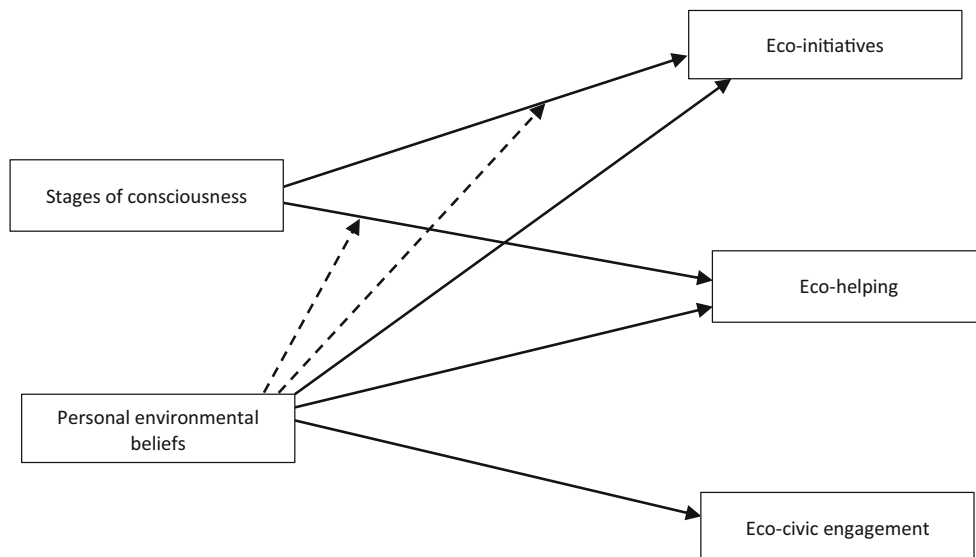 Eco-initiatives
Stages of consciousness
Eco-helping
Personal environmental
beliefs
Eco-civic engagement